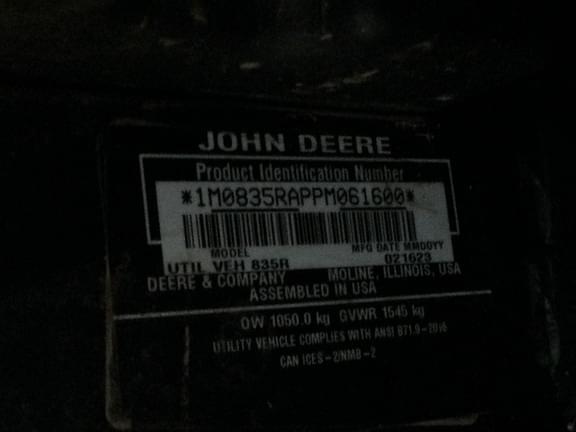 JOHN DEERE
Product Identification Number
*1M0835RAPPM061600*
MODEL MFG DATE MMDDYY
UTIL VEH 835R 021623
DEERE & COMPANY MOLINE, ILLINOIS, USA
ASSEMBLED IN USA
OW 1050.0 kg GVWR 1545 kg
UTILITY VEHICLE COMPLIES WITH ANSI B71.9-2016
CAN ICES-2/NMB-2